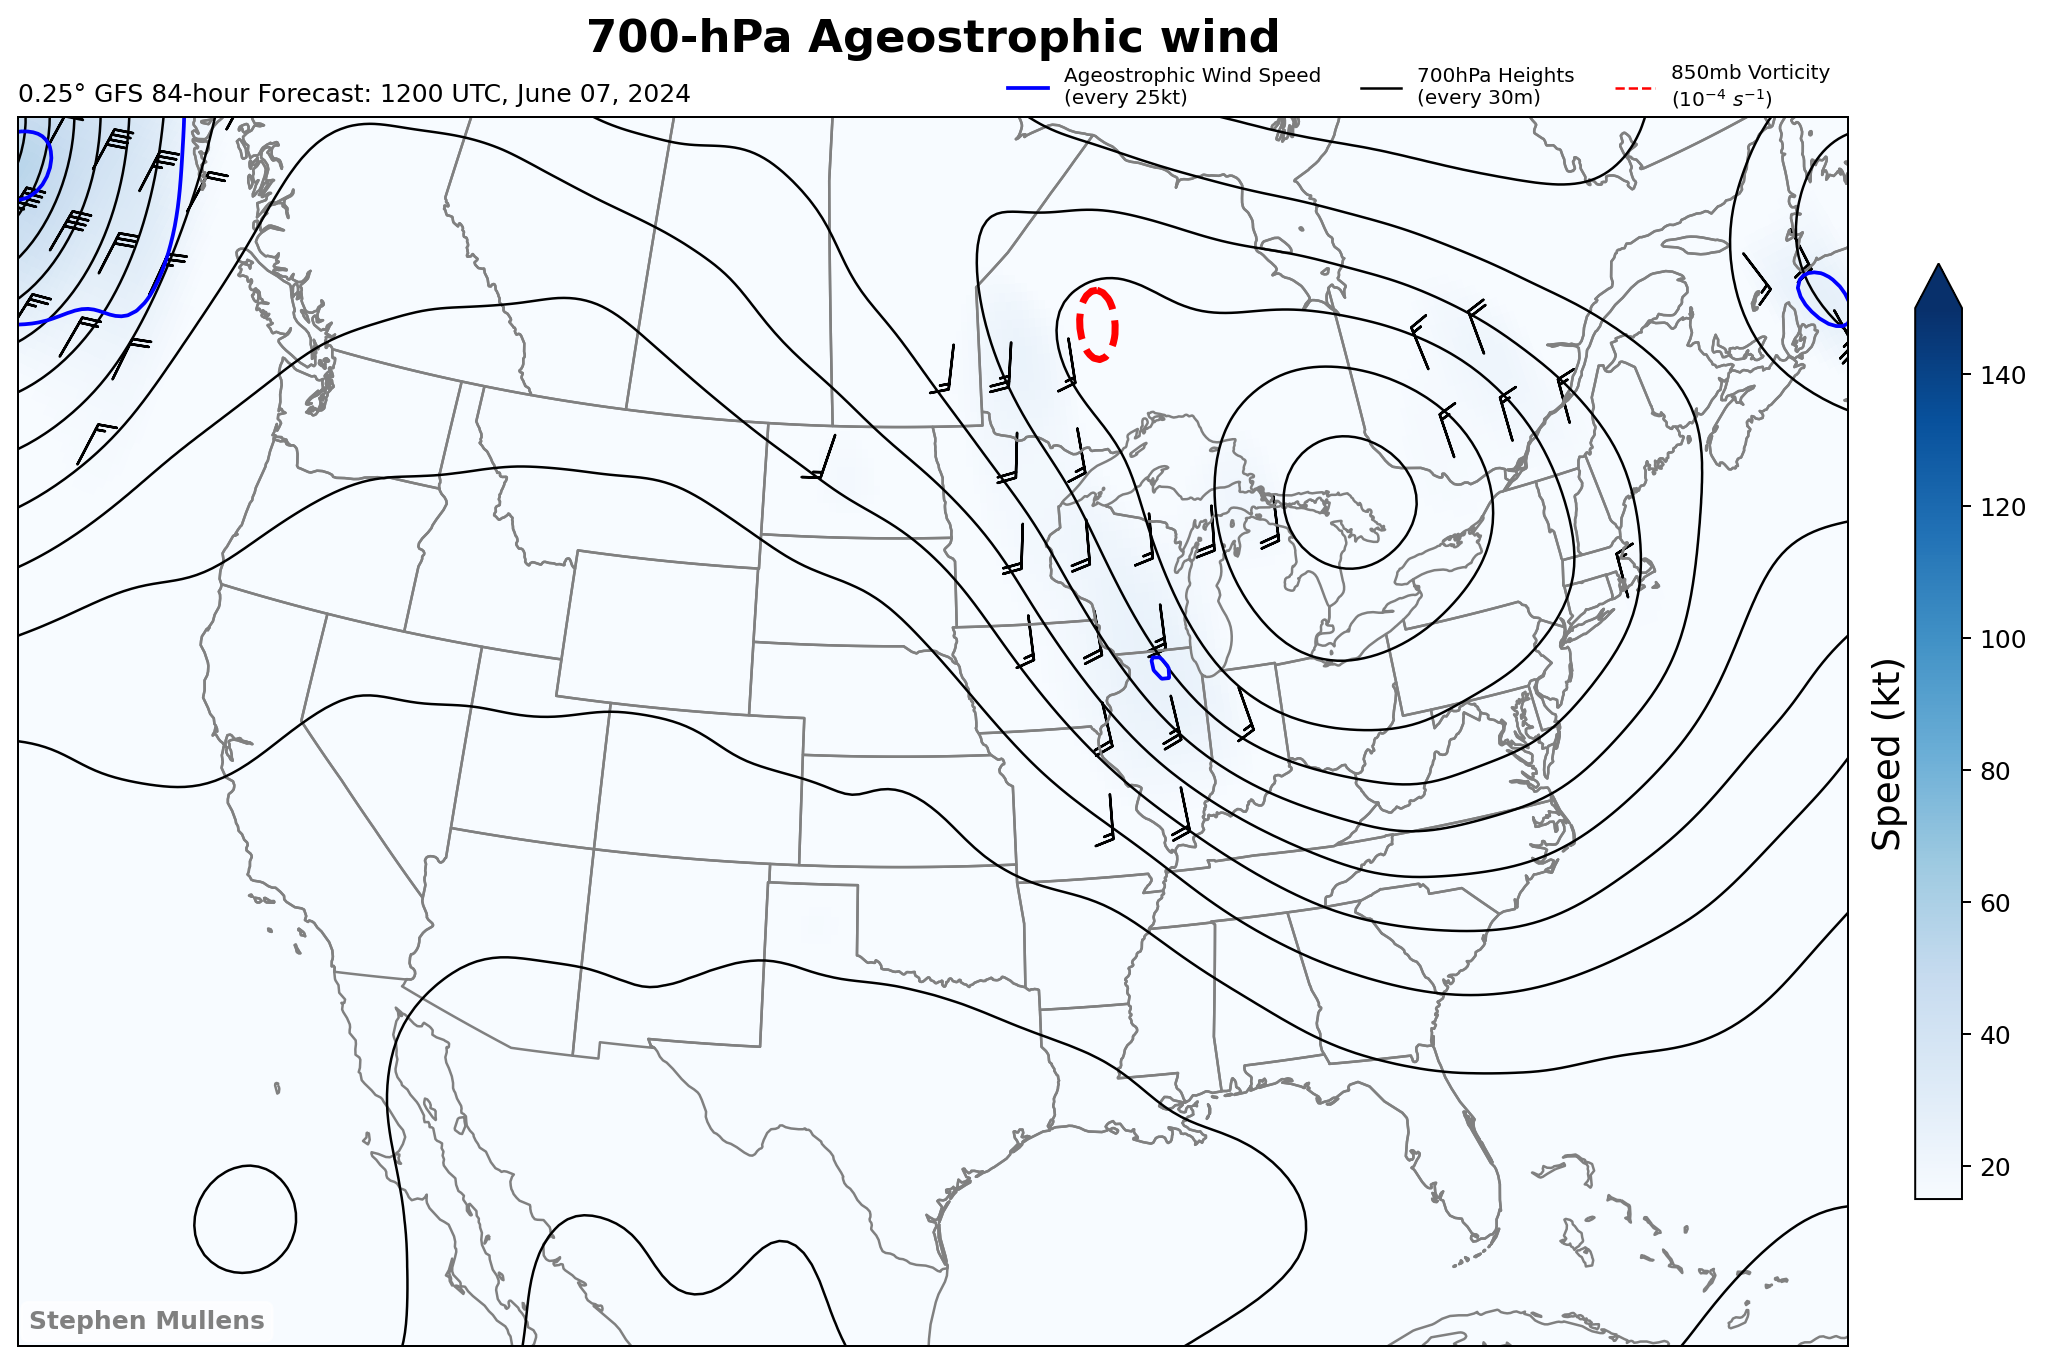 700-hPa Ageostrophic wind
0.25° GFS 84-hour Forecast: 1200 UTC, June 07, 2024
Ageostrophic Wind Speed
(every 25kt)
700hPa Heights
(every 30m)
850mb Vorticity
(10⁻⁴ s⁻¹)
140
120
100
80
60
40
20
Speed (kt)
Stephen Mullens